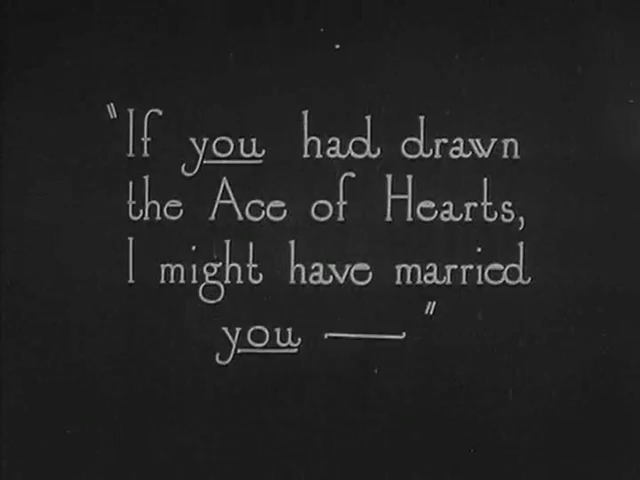 "If you had drawn
the Ace of Hearts,
I might have married
you —"